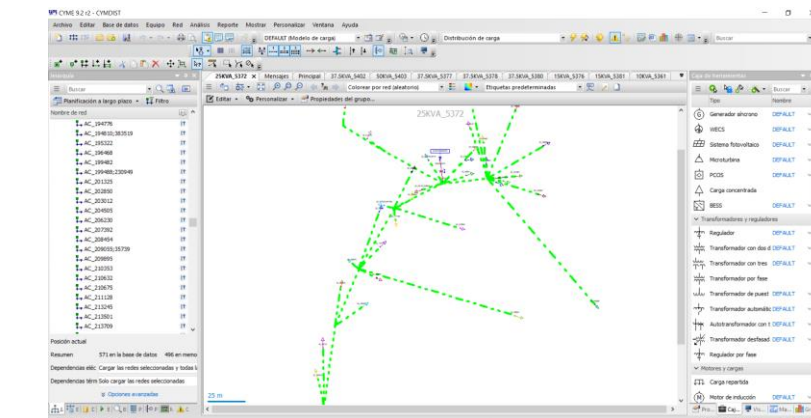 CYME 9.2 r2 - CYMDIST
Archivo Editar Base de datos Equipo Red Análisis Reporte Mostrar Personalizar Ventana Ayuda
DEFAULT (Modelo de carga)
Distribución de carga
Buscar
25KVA_5372 Mensajes Principal 37.5KVA_5402 50KVA_5403 37.5KVA_5377 37.5KVA_5378 37.5KVA_5380 15KVA_5376 15KVA_5381 10KVA_5361
Editar Personalizar Propiedades del grupo...
Colorear por red (aleatorio)
Etiquetas predeterminadas
Buscar
Planificación a largo plazo Filtro
Nombre de red
AC_194776
AC_194810;383519
AC_195322
AC_196468
AC_199482
AC_199488;230949
AC_201325
AC_202850
AC_203012
AC_204505
AC_206230
AC_207392
AC_208454
AC_209055;35739
AC_209895
AC_210353
AC_210632
AC_210675
AC_211128
AC_213245
AC_213501
AC_213709
Posición actual
Resumen 571 en la base de datos 496 en memo
Dependencias eléc Cargar las redes seleccionadas y todas l
Dependencias térm Solo cargar las redes seleccionadas
Opciones avanzadas
25KVA_5372
25 m
Caja de herramientas
Buscar
Tipo Nombre
Generador síncrono DEFAULT
WECS DEFAULT
Sistema fotovoltaico DEFAULT
Microturbina DEFAULT
PCOS DEFAULT
Carga concentrada
BESS DEFAULT
Transformadores y reguladores
Regulador DEFAULT
Transformador con dos d DEFAULT
Transformador con tres DEFAULT
Transformador por fase
Transformador de puest DEFAULT
Transformador automátic DEFAULT
Autotransformador con t DEFAULT
Transformador desfasad DEFAULT
Regulador por fase
Motores y cargas
Carga repartida
Motor de inducción DEFAULT